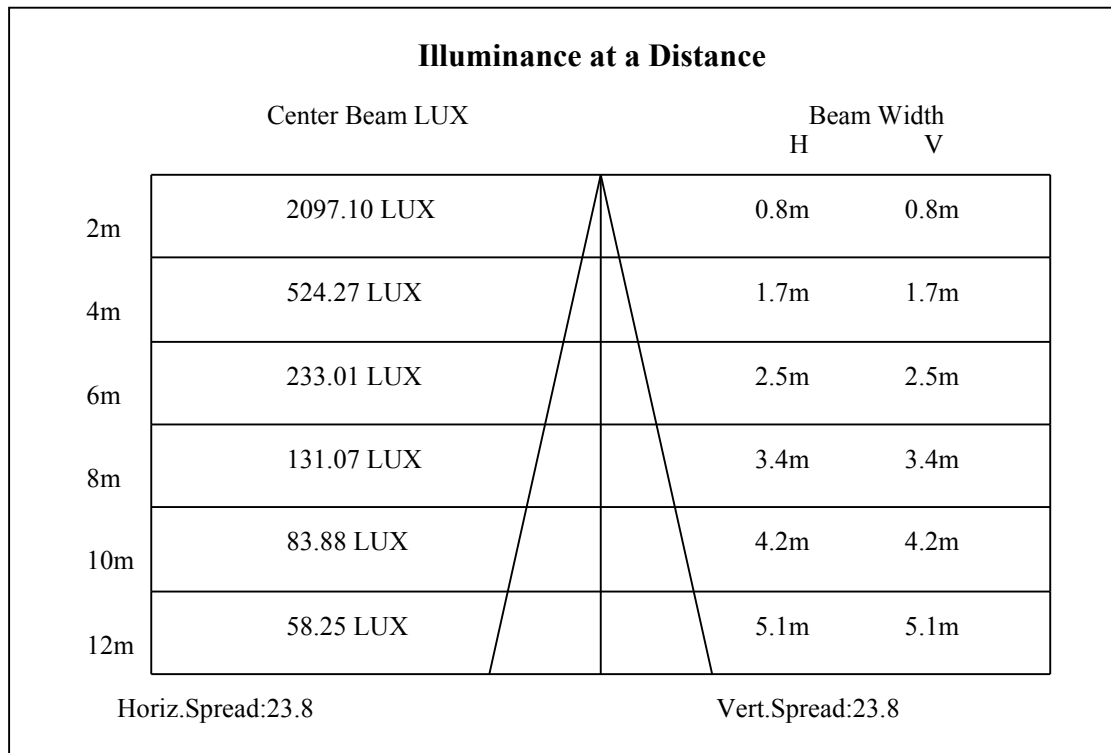 Illuminance at a Distance
Center Beam LUX Beam Width
H V
2m 2097.10 LUX 0.8m 0.8m
4m 524.27 LUX 1.7m 1.7m
6m 233.01 LUX 2.5m 2.5m
8m 131.07 LUX 3.4m 3.4m
10m 83.88 LUX 4.2m 4.2m
12m 58.25 LUX 5.1m 5.1m
Horiz.Spread:23.8 Vert.Spread:23.8